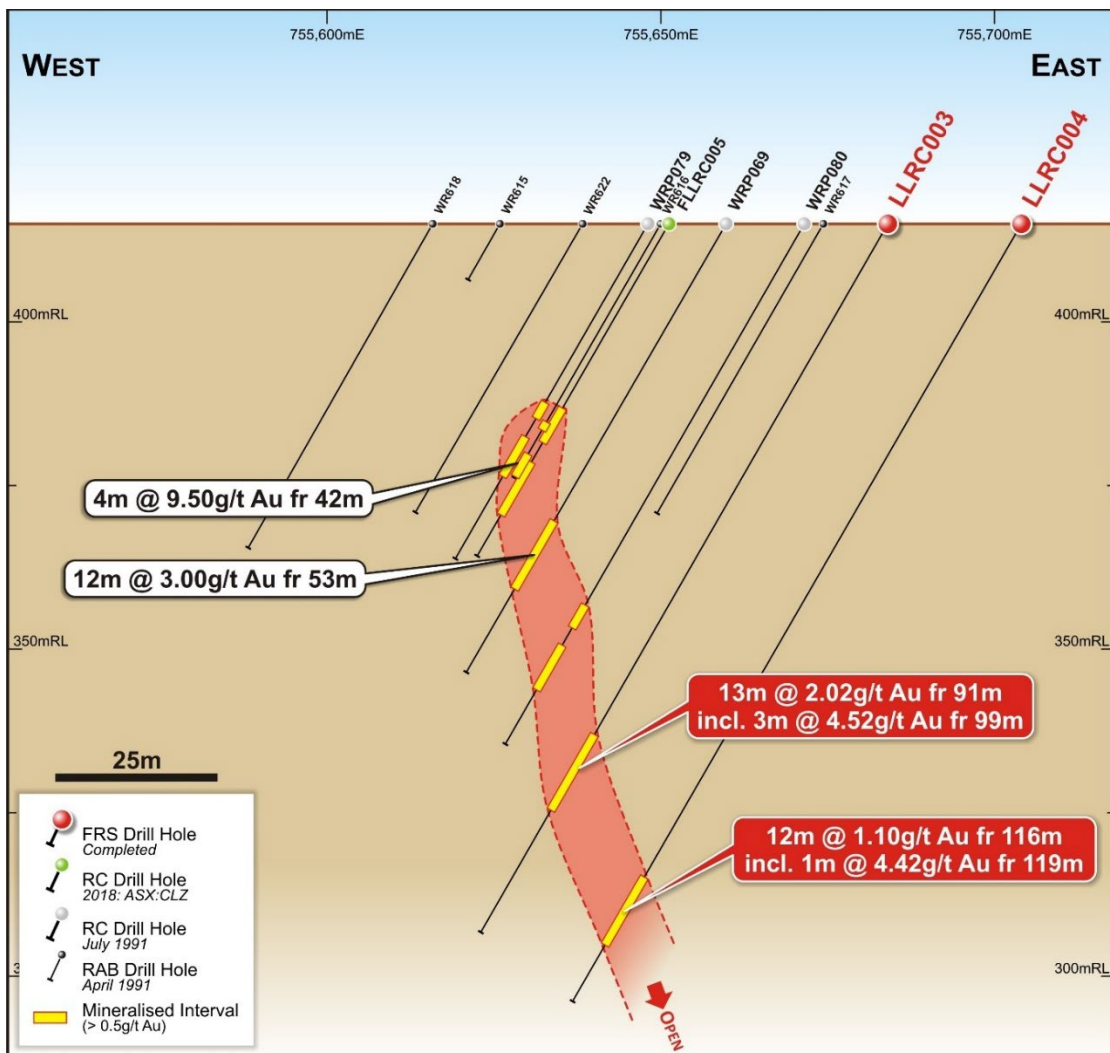 755,600mE
755,650mE
755,700mE
WEST
EAST
WR618
WR615
WR622
WRP079
WR616
FLLRC005
WRP069
WRP080
WR617
LLRC003
LLRC004
400mRL
400mRL
4m @ 9.50g/t Au fr 42m
12m @ 3.00g/t Au fr 53m
350mRL
350mRL
13m @ 2.02g/t Au fr 91m
incl. 3m @ 4.52g/t Au fr 99m
25m
12m @ 1.10g/t Au fr 116m
incl. 1m @ 4.42g/t Au fr 119m
FRS Drill Hole
Completed
RC Drill Hole
2018: ASX:CLZ
RC Drill Hole
July 1991
RAB Drill Hole
April 1991
Mineralised Interval
(> 0.5g/t Au)
300mRL
OPEN